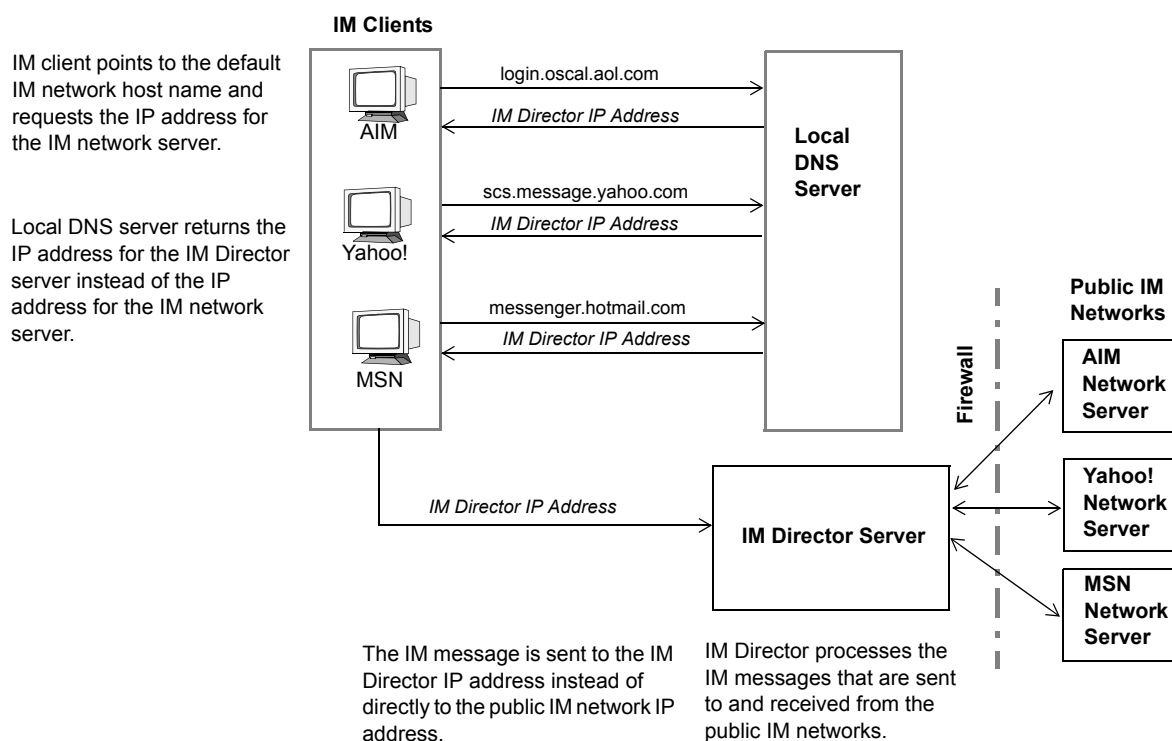 IM Clients
IM client points to the default
IM network host name and
requests the IP address for
the IM network server.
login.oscal.aol.com
IM Director IP Address
AIM
Local
DNS
Server
scs.message.yahoo.com
IM Director IP Address
Yahoo!
Local DNS server returns the
IP address for the IM Director
server instead of the IP
address for the IM network
server.
messenger.hotmail.com
IM Director IP Address
MSN
Public IM
Networks
Firewall
AIM
Network
Server
Yahoo!
Network
Server
MSN
Network
Server
IM Director IP Address
IM Director Server
The IM message is sent to the IM
Director IP address instead of
directly to the public IM network IP
address.
IM Director processes the
IM messages that are sent
to and received from the
public IM networks.